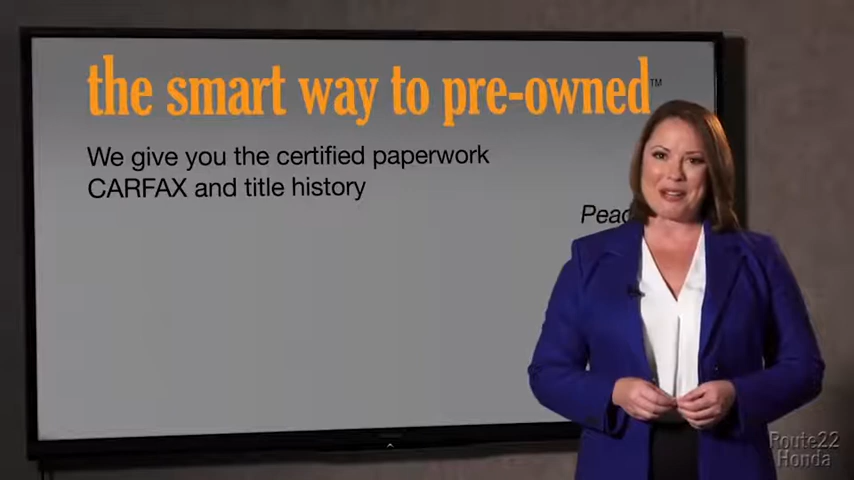 the smart way to pre-owned™
We give you the certified paperwork
CARFAX and title history
Route22
Honda